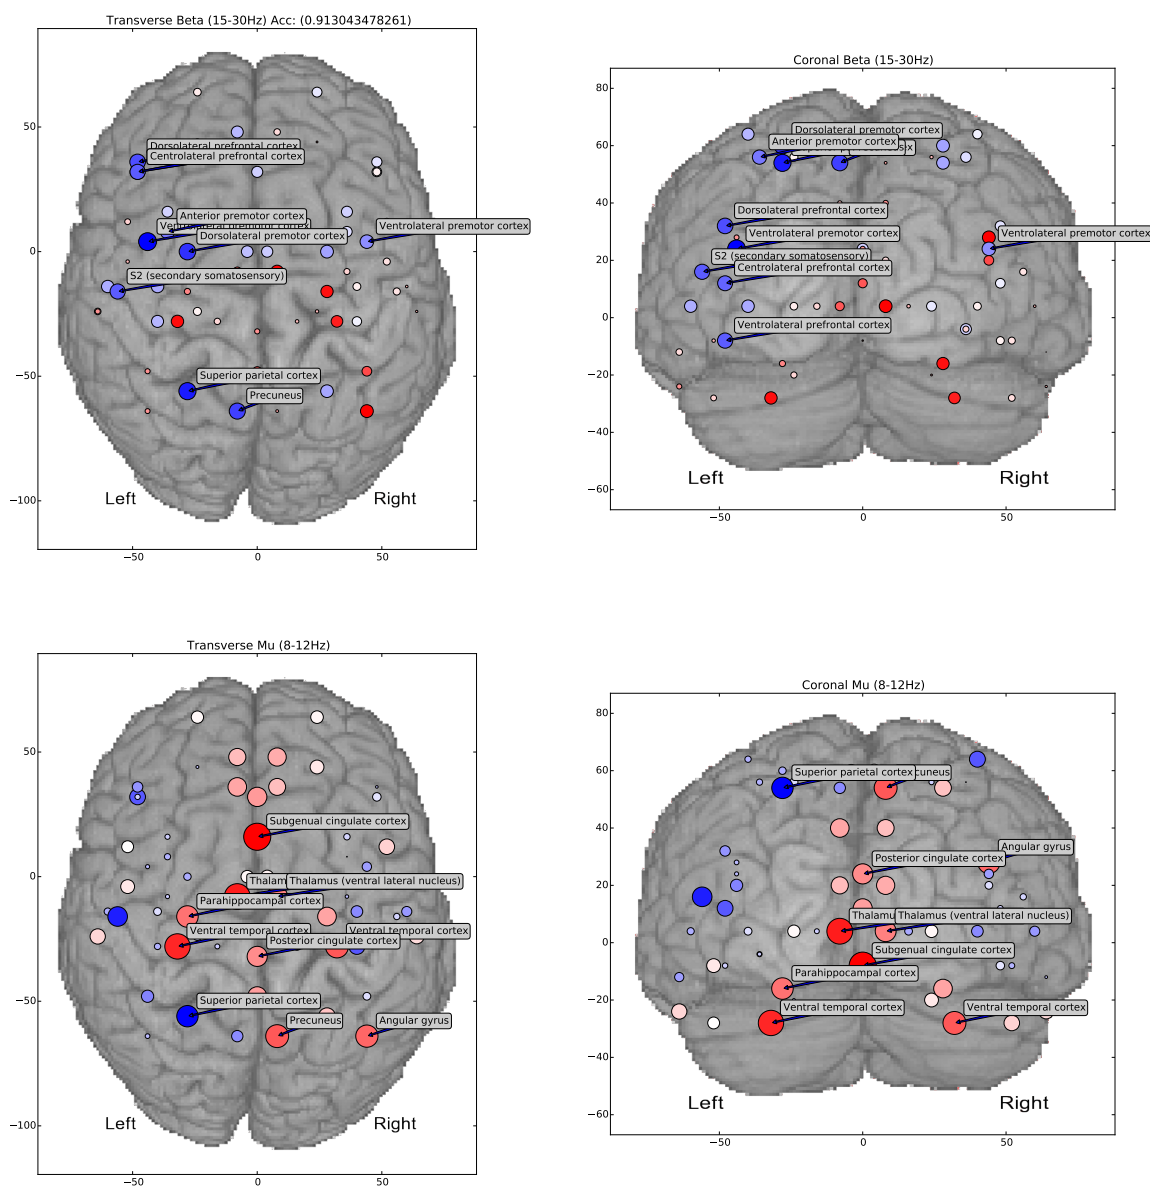 Transverse Beta (15-30Hz) Acc: (0.913043478261)
50
0
−50
−100
Dorsolateral prefrontal cortex
Centrolateral prefrontal cortex
Anterior premotor cortex
Ventrolateral premotor cortex
Dorsolateral premotor cortex
Ventrolateral premotor cortex
S2 (secondary somatosensory)
Superior parietal cortex
Precuneus
Left
Right
−50
0
50
Coronal Beta (15-30Hz)
80
60
40
20
0
−20
−40
−60
Dorsolateral premotor cortex
Anterior premotor cortex
Dorsolateral prefrontal cortex
Ventrolateral premotor cortex
Ventrolateral premotor cortex
S2 (secondary somatosensory)
Centrolateral prefrontal cortex
Ventrolateral prefrontal cortex
Left
Right
−50
0
50
Transverse Mu (8-12Hz)
50
0
−50
−100
Subgenual cingulate cortex
Thalam
Thalamus (ventral lateral nucleus)
Parahippocampal cortex
Ventral temporal cortex
Ventral temporal cortex
Posterior cingulate cortex
Superior parietal cortex
Precuneus
Angular gyrus
Left
Right
−50
0
50
Coronal Mu (8-12Hz)
80
60
40
20
0
−20
−40
−60
Superior parietal cortex
cuneus
Angular gyrus
Posterior cingulate cortex
Thalamu
Thalamus (ventral lateral nucleus)
Subgenual cingulate cortex
Parahippocampal cortex
Ventral temporal cortex
Ventral temporal cortex
Left
Right
−50
0
50